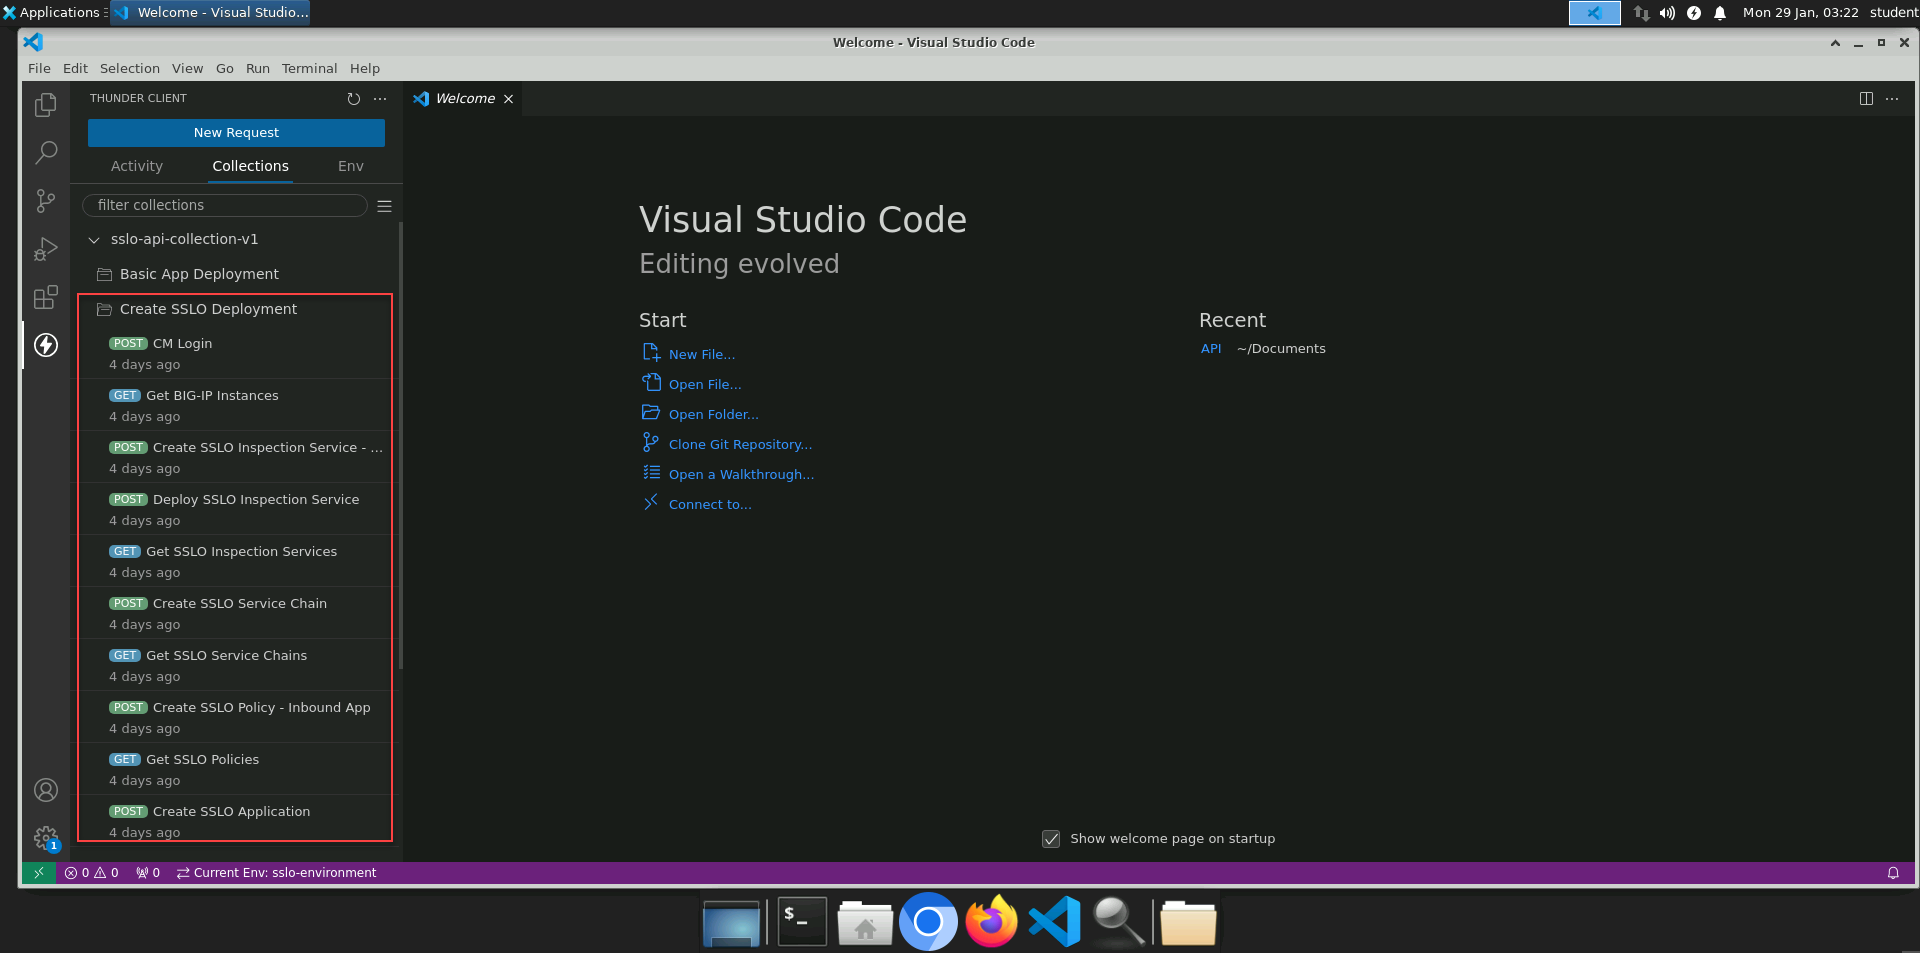 Applications
Welcome - Visual Studio...
Mon 29 Jan, 03:22
student
Welcome - Visual Studio Code
File Edit Selection View Go Run Terminal Help
THUNDER CLIENT
New Request
Activity Collections Env
filter collections
sslo-api-collection-v1
Basic App Deployment
Create SSLO Deployment
POST CM Login
4 days ago
GET Get BIG-IP Instances
4 days ago
POST Create SSLO Inspection Service - ...
4 days ago
POST Deploy SSLO Inspection Service
4 days ago
GET Get SSLO Inspection Services
4 days ago
POST Create SSLO Service Chain
4 days ago
GET Get SSLO Service Chains
4 days ago
POST Create SSLO Policy - Inbound App
4 days ago
GET Get SSLO Policies
4 days ago
POST Create SSLO Application
4 days ago
Welcome
Visual Studio Code
Editing evolved
Start
New File...
Open File...
Open Folder...
Clone Git Repository...
Open a Walkthrough...
Connect to...
Recent
API ~/Documents
Show welcome page on startup
1
0 0 0 Current Env: sslo-environment
$_